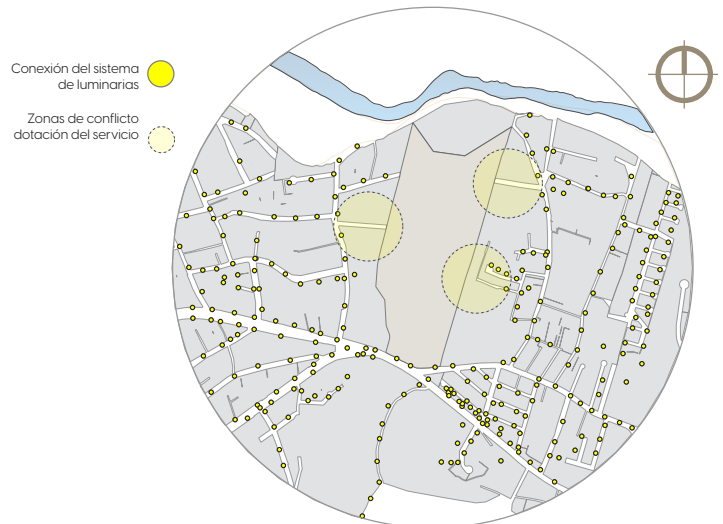 Conexión del sistema
de luminarias
Zonas de conflicto
dotación del servicio